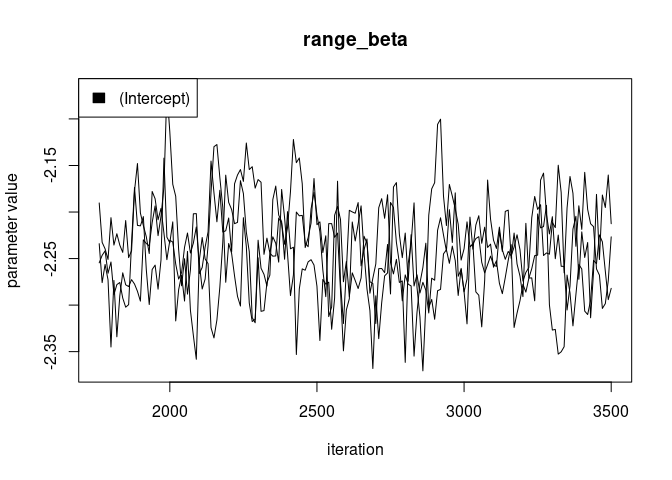 range_beta
(Intercept)
parameter value
-2.15
-2.25
-2.35
2000
2500
3000
3500
iteration